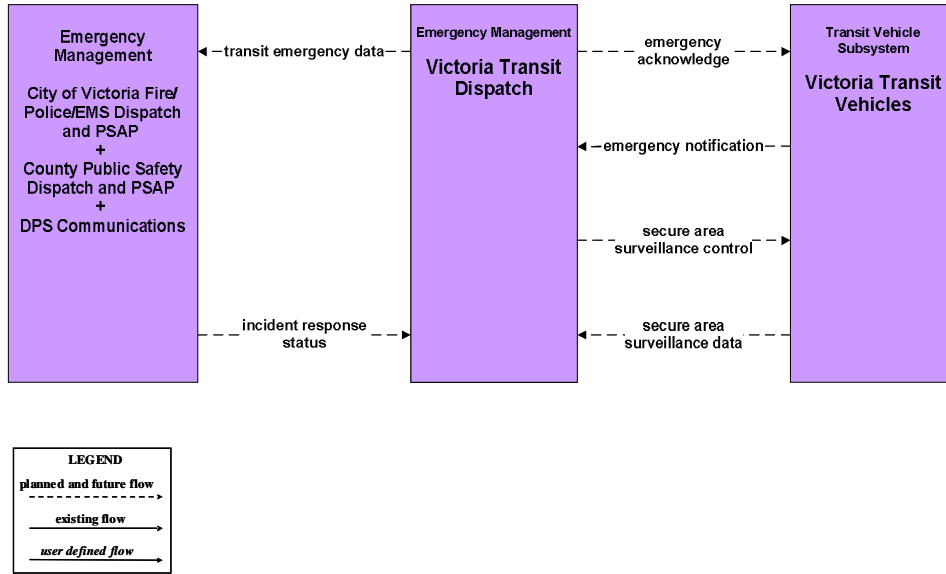 Emergency
Management
City of Victoria Fire/
Police/EMS Dispatch
and PSAP
+
County Public Safety
Dispatch and PSAP
+
DPS Communications
transit emergency data
incident response
status
Emergency Management
Victoria Transit
Dispatch
emergency
acknowledge
emergency notification
secure area
surveillance control
secure area
surveillance data
Transit Vehicle
Subsystem
Victoria Transit
Vehicles
LEGEND
planned and future flow
existing flow
user defined flow